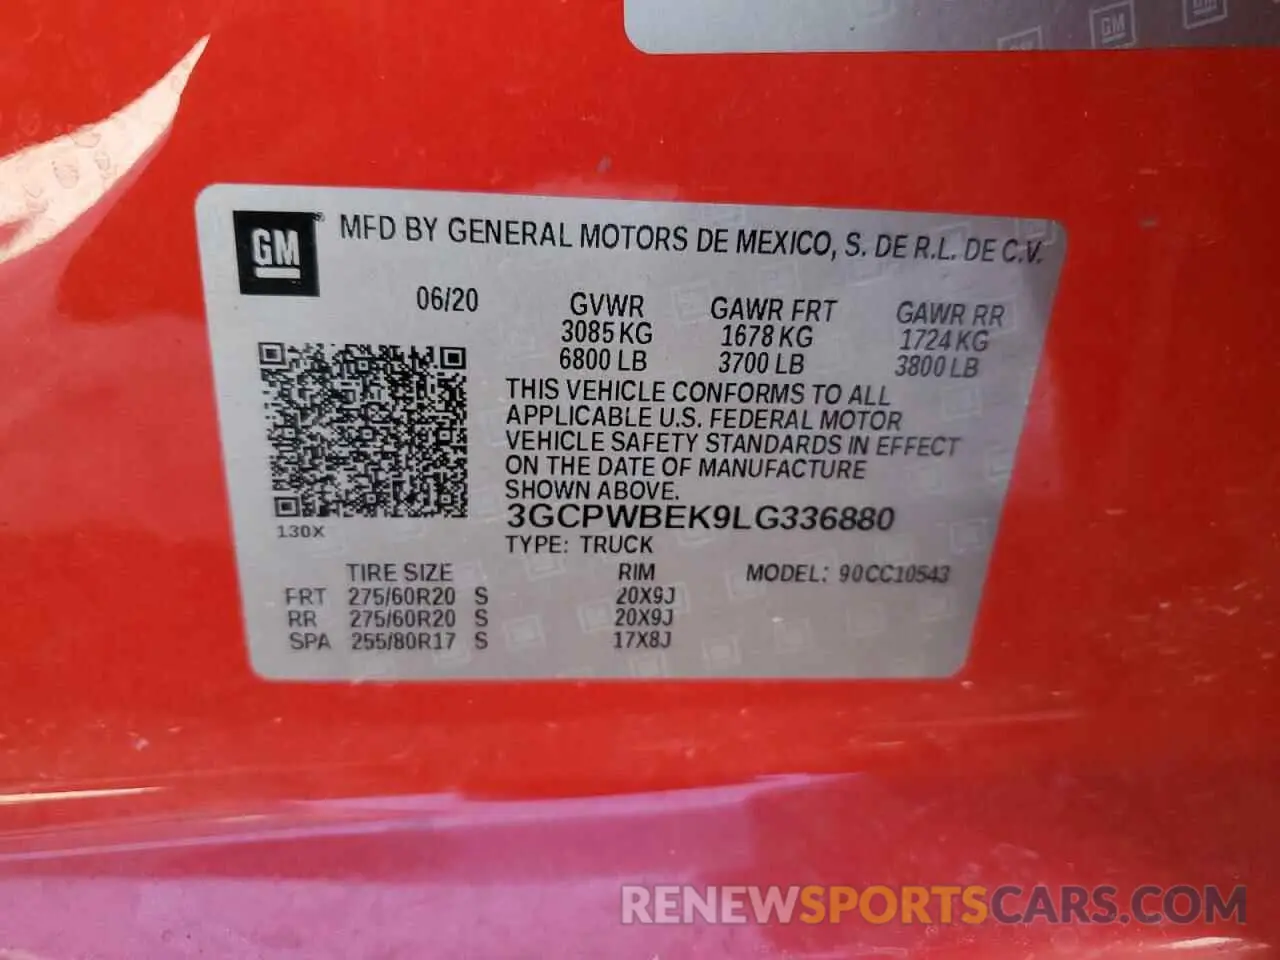 GM
GM
GM® MFD BY GENERAL MOTORS DE MEXICO, S. DE R.L. DE C.V.
06/20 GVWR GAWR FRT GAWR RR
3085 KG 1678 KG 1724 KG
6800 LB 3700 LB 3800 LB
THIS VEHICLE CONFORMS TO ALL
APPLICABLE U.S. FEDERAL MOTOR
VEHICLE SAFETY STANDARDS IN EFFECT
ON THE DATE OF MANUFACTURE
SHOWN ABOVE.
3GCPWBEK9LG336880
130X
TYPE: TRUCK
TIRE SIZE RIM MODEL: 90CC10543
FRT 275/60R20 S 20X9J
RR 275/60R20 S 20X9J
SPA 255/80R17 S 17X8J
RENEWSPORTSCARS.COM